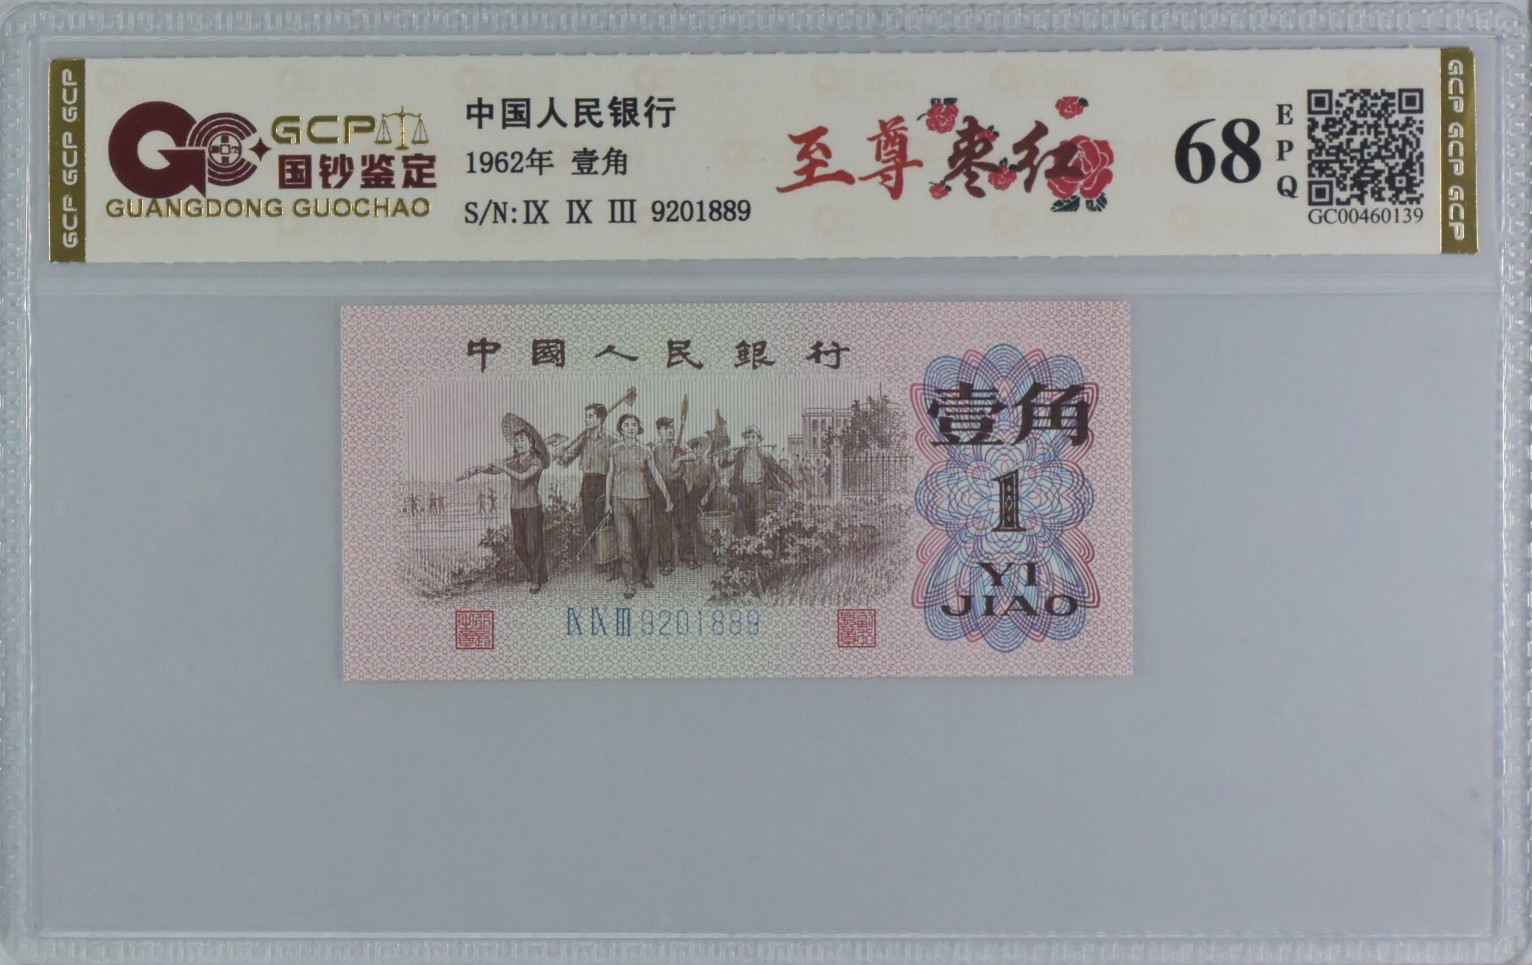 GCP GCP GCP
GCP
国钞鉴定
GUANGDONG GUOCHAO
中国人民银行
1962年 壹角
S/N: IX IX III 9201889
至尊枣红
68
EPQ
GC00460139
GCP GCP GCP
中國人民銀行
壹角
1
YI
JIAO
IX IX III 9201889